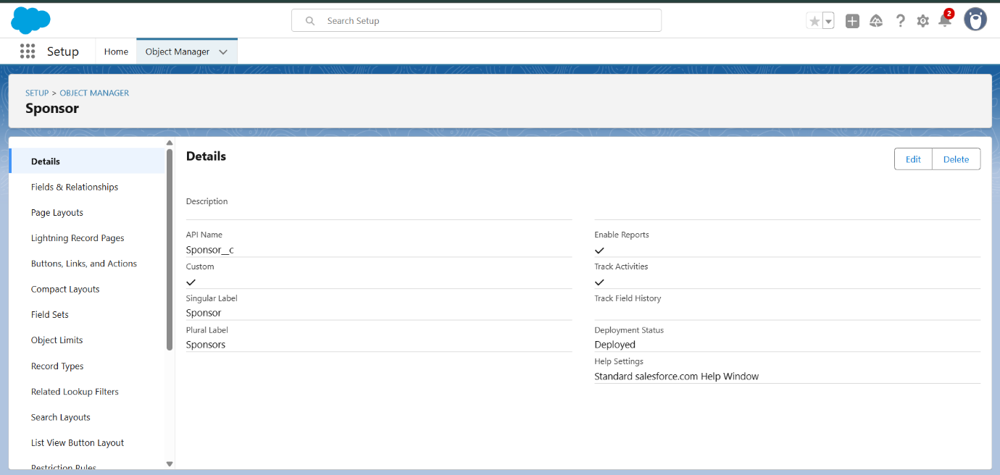 Search Setup
2
Setup
Home
Object Manager
SETUP > OBJECT MANAGER
Sponsor
Details
Fields & Relationships
Page Layouts
Lightning Record Pages
Buttons, Links, and Actions
Compact Layouts
Field Sets
Object Limits
Record Types
Related Lookup Filters
Search Layouts
List View Button Layout
Restriction Rules
Details
Edit
Delete
Description
API Name
Sponsor__c
Custom
Singular Label
Sponsor
Plural Label
Sponsors
Enable Reports
Track Activities
Track Field History
Deployment Status
Deployed
Help Settings
Standard salesforce.com Help Window